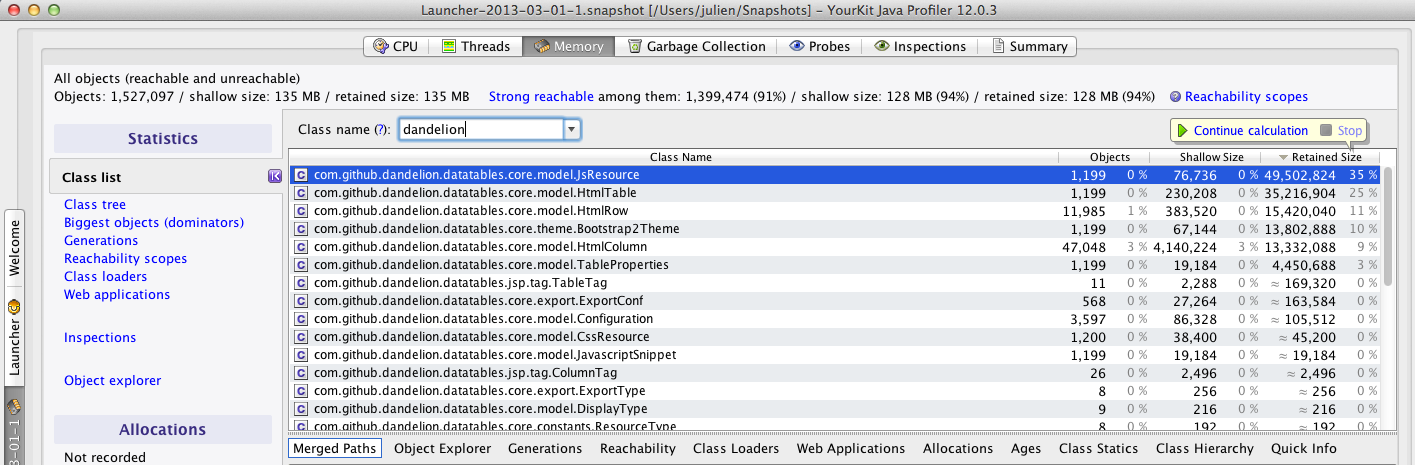 Launcher-2013-03-01-1.snapshot [/Users/julien/Snapshots] - YourKit Java Profiler 12.0.3
CPU Threads Memory Garbage Collection Probes Inspections Summary
All objects (reachable and unreachable)
Objects: 1,527,097 / shallow size: 135 MB / retained size: 135 MB Strong reachable among them: 1,399,474 (91%) / shallow size: 128 MB (94%) / retained size: 128 MB (94%) ? Reachability scopes
Statistics
Class list
Class tree
Biggest objects (dominators)
Generations
Reachability scopes
Class loaders
Web applications
Inspections
Object explorer
Allocations
Not recorded
Welcome
Launcher
3-01-1
Class name (?): dandelion
Continue calculation Stop
Class Name Objects Shallow Size Retained Size
C com.github.dandelion.datatables.core.model.JsResource 1,199 0 % 76,736 0 % 49,502,824 35 %
C com.github.dandelion.datatables.core.model.HtmlTable 1,199 0 % 230,208 0 % 35,216,904 25 %
C com.github.dandelion.datatables.core.model.HtmlRow 11,985 1 % 383,520 0 % 15,420,040 11 %
C com.github.dandelion.datatables.core.theme.Bootstrap2Theme 1,199 0 % 67,144 0 % 13,802,888 10 %
C com.github.dandelion.datatables.core.model.HtmlColumn 47,048 3 % 4,140,224 3 % 13,332,088 9 %
C com.github.dandelion.datatables.core.model.TableProperties 1,199 0 % 19,184 0 % 4,450,688 3 %
C com.github.dandelion.datatables.jsp.tag.TableTag 11 0 % 2,288 0 % ≈ 169,320 0 %
C com.github.dandelion.datatables.core.export.ExportConf 568 0 % 27,264 0 % ≈ 163,584 0 %
C com.github.dandelion.datatables.core.model.Configuration 3,597 0 % 86,328 0 % ≈ 105,512 0 %
C com.github.dandelion.datatables.core.model.CssResource 1,200 0 % 38,400 0 % ≈ 45,200 0 %
C com.github.dandelion.datatables.core.model.JavascriptSnippet 1,199 0 % 19,184 0 % ≈ 19,184 0 %
C com.github.dandelion.datatables.jsp.tag.ColumnTag 26 0 % 2,496 0 % ≈ 2,496 0 %
C com.github.dandelion.datatables.core.export.ExportType 8 0 % 256 0 % ≈ 256 0 %
C com.github.dandelion.datatables.core.model.DisplayType 9 0 % 216 0 % ≈ 216 0 %
C com.github.dandelion.datatables.core.constants.ResourceType 8 0 % 192 0 % ≈ 192 0 %
Merged Paths Object Explorer Generations Reachability Class Loaders Web Applications Allocations Ages Class Statics Class Hierarchy Quick Info